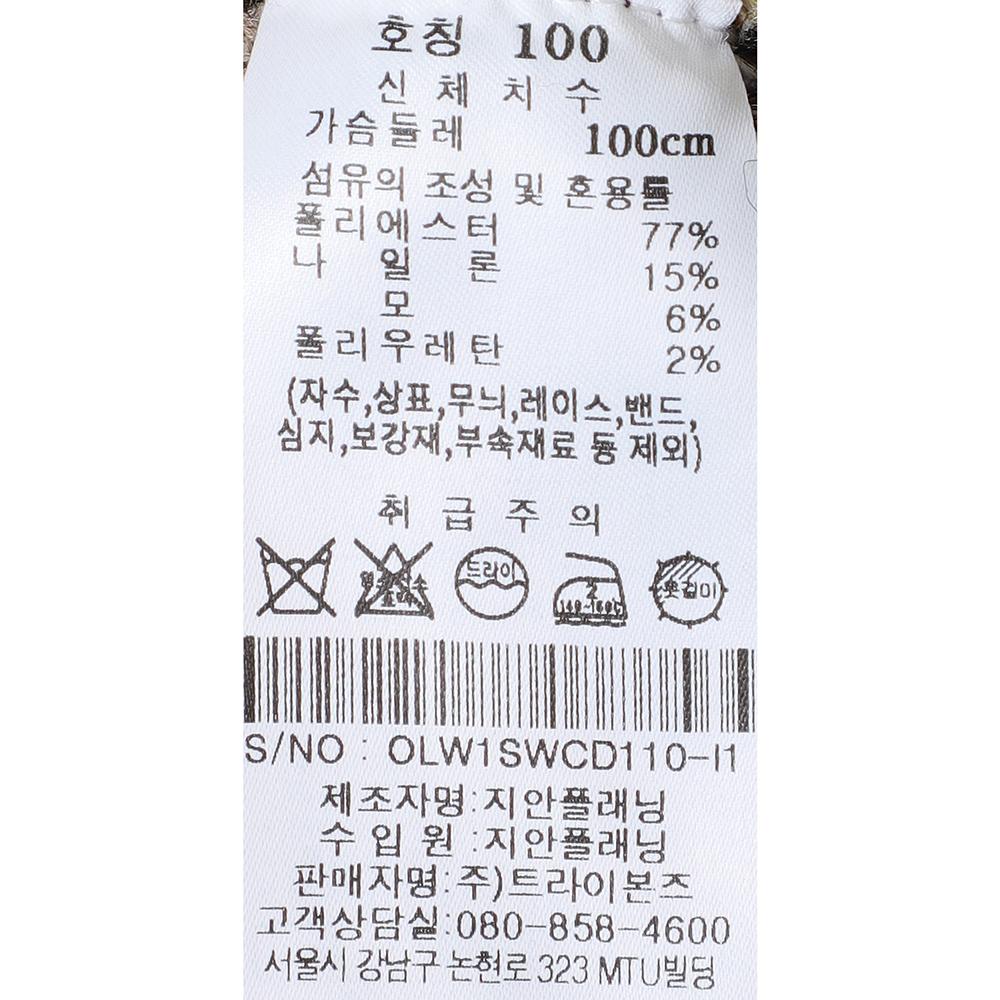 호칭 100
신 체 치 수
가슴둘레 100cm
섬유의 조성 및 혼용률
폴리에스터 77%
나 일 론 15%
모 6%
폴리우레탄 2%
(자수,상표,무늬,레이스,밴드,
심지,보강재,부속재료 등 제외)
취 급 주 의
드라이 2 140~160℃ 옷걸이
S/NO : OLW1SWCD110-I1
제조자명:지안플래닝
수 입 원 :지안플래닝
판매자명:주)트라이본즈
고객상담실:080-858-4600
서울시 강남구 논현로 323 MTU빌딩